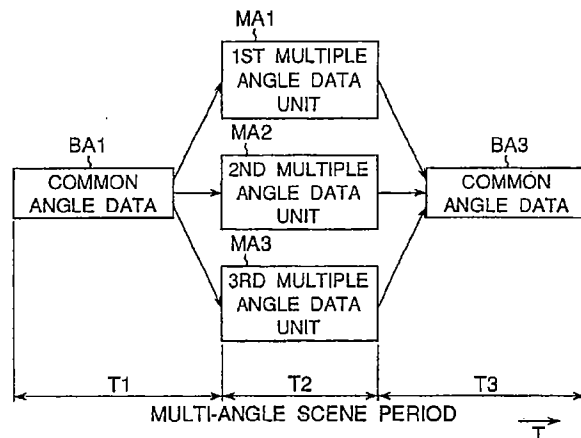 MA1
1ST MULTIPLE
ANGLE DATA
UNIT
BA1
COMMON
ANGLE DATA
MA2
2ND MULTIPLE
ANGLE DATA
UNIT
BA3
COMMON
ANGLE DATA
MA3
3RD MULTIPLE
ANGLE DATA
UNIT
T1
T2
T3
MULTI-ANGLE SCENE PERIOD
T